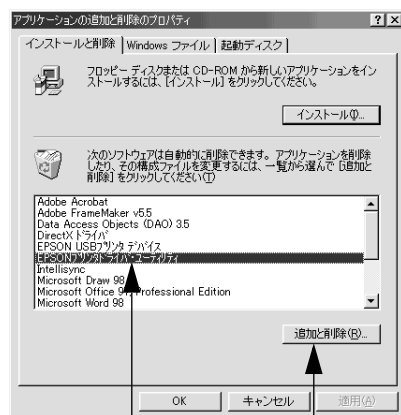 アプリケーションの追加と削除のプロパティ
インストールと削除
Windows ファイル
起動ディスク
フロッピー ディスクまたは CD-ROM から新しいアプリケーションをイン
ストールするには、[インストール] をクリックしてください。
インストール(I)...
次のソフトウェアは自動的に削除できます。アプリケーションを削除
したり、その構成ファイルを変更するには、一覧から選んで [追加と
削除] をクリックしてください(T)
Adobe Acrobat
Adobe FrameMaker v5.5
Data Access Objects (DAO) 3.5
DirectX ドライバ
EPSON USBプリンタ デバイス
EPSONプリンタドライバ・ユーティリティ
Intellisync
Microsoft Draw 98
Microsoft Office 97, Professional Edition
Microsoft Word 98
追加と削除(R)...
OK
キャンセル
適用(A)